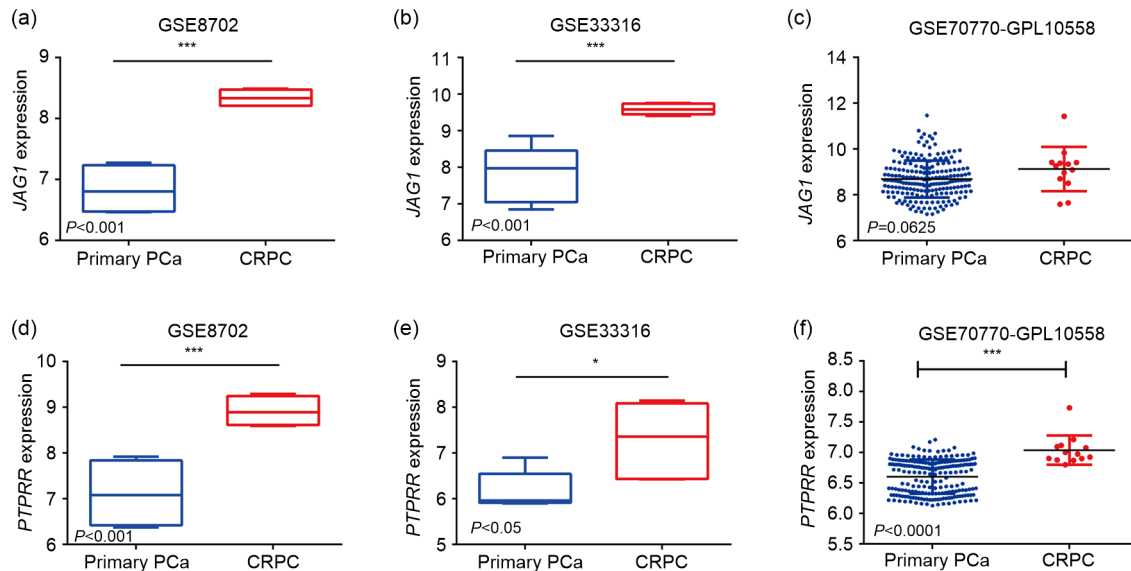 (a)
GSE8702
***
9
8
7
6
JAG1 expression
P<0.001
Primary PCa
CRPC
(b)
GSE33316
***
11
10
9
8
7
6
JAG1 expression
P<0.001
Primary PCa
CRPC
(c)
GSE70770-GPL10558
14
12
10
8
6
4
JAG1 expression
P=0.0625
Primary PCa
CRPC
(d)
GSE8702
***
10
9
8
7
6
PTPRR expression
P<0.001
Primary PCa
CRPC
(e)
GSE33316
*
9
8
7
6
5
PTPRR expression
P<0.05
Primary PCa
CRPC
(f)
GSE70770-GPL10558
***
8.5
8.0
7.5
7.0
6.5
6.0
5.5
PTPRR expression
P<0.0001
Primary PCa
CRPC